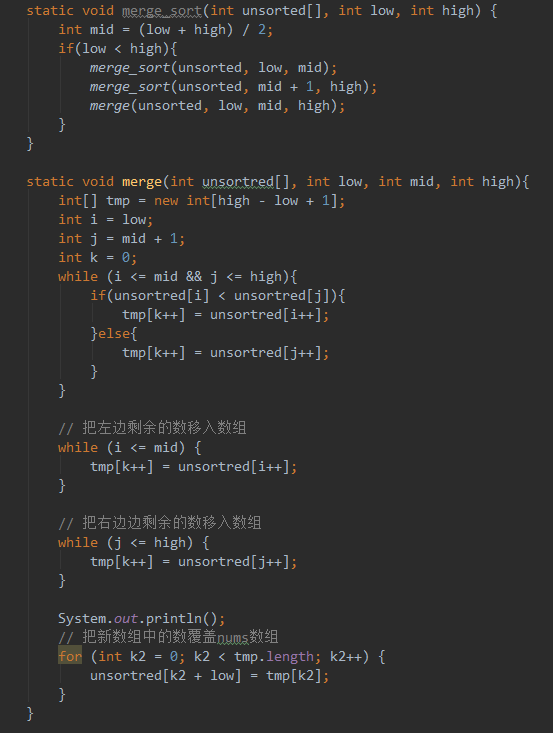 static void merge_sort(int unsorted[], int low, int high) {
    int mid = (low + high) / 2;
    if(low < high){
        merge_sort(unsorted, low, mid);
        merge_sort(unsorted, mid + 1, high);
        merge(unsorted, low, mid, high);
    }
}

static void merge(int unsortred[], int low, int mid, int high){
    int[] tmp = new int[high - low + 1];
    int i = low;
    int j = mid + 1;
    int k = 0;
    while (i <= mid && j <= high){
        if(unsortred[i] < unsortred[j]){
            tmp[k++] = unsortred[i++];
        }else{
            tmp[k++] = unsortred[j++];
        }
    }

    // 把左边剩余的数移入数组
    while (i <= mid) {
        tmp[k++] = unsortred[i++];
    }

    // 把右边边剩余的数移入数组
    while (j <= high) {
        tmp[k++] = unsortred[j++];
    }

    System.out.println();
    // 把新数组中的数覆盖nums数组
    for (int k2 = 0; k2 < tmp.length; k2++) {
        unsortred[k2 + low] = tmp[k2];
    }
}